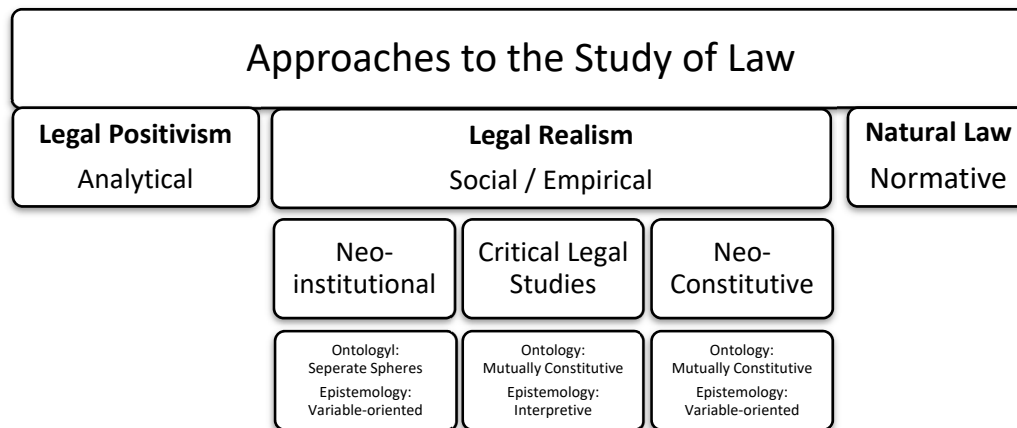 Approaches to the Study of Law
Legal Positivism
Analytical
Legal Realism
Social / Empirical
Natural Law
Normative
Neo-
institutional
Critical Legal
Studies
Neo-
Constitutive
Ontologyl:
Seperate Spheres
Epistemology:
Variable-oriented
Ontology:
Mutually Constitutive
Epistemology:
Interpretive
Ontology:
Mutually Constitutive
Epistemology:
Variable-oriented